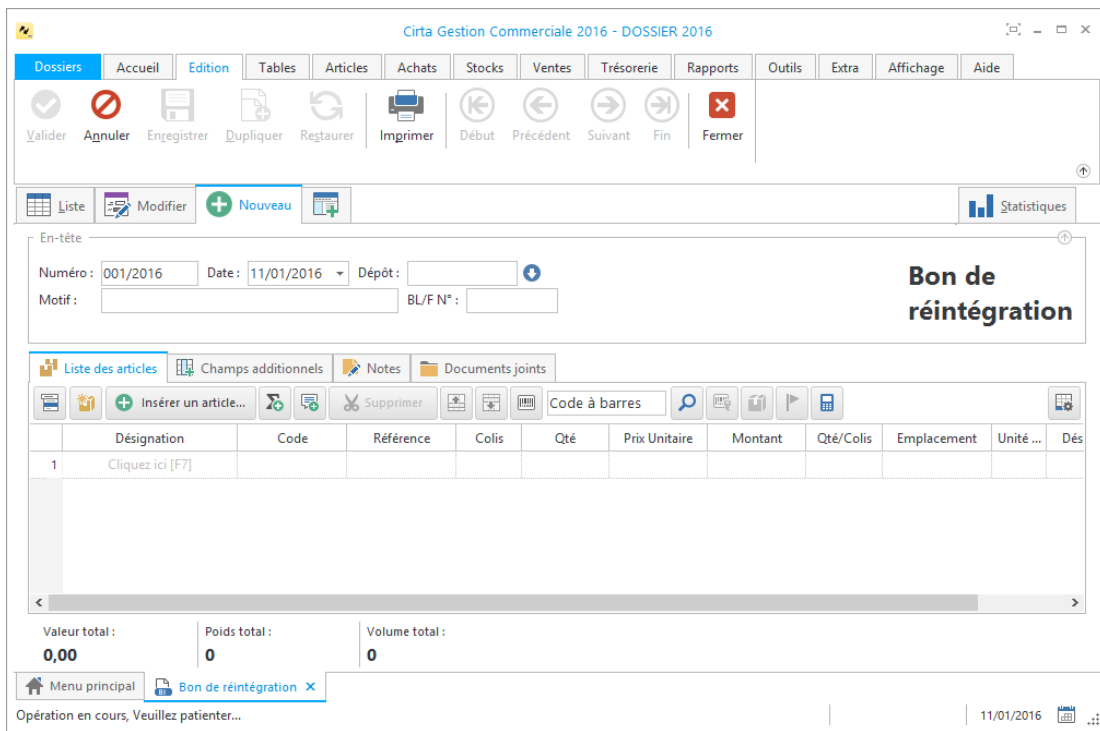 Cirta Gestion Commerciale 2016 - DOSSIER 2016
Dossiers Accueil Edition Tables Articles Achats Stocks Ventes Trésorerie Rapports Outils Extra Affichage Aide
Valider Annuler Enregistrer Dupliquer Restaurer Imprimer Début Précédent Suivant Fin Fermer
Liste Modifier Nouveau Statistiques
En-tête
Numéro : 001/2016 Date : 11/01/2016 Dépôt :
Motif : BL/F N° :
Bon de
réintégration
Liste des articles Champs additionnels Notes Documents joints
Insérer un article... Supprimer Code à barres
Désignation Code Référence Colis Qté Prix Unitaire Montant Qté/Colis Emplacement Unité ... Dés
1 Cliquez ici [F7]
Valeur total : Poids total : Volume total :
0,00 0 0
Menu principal Bon de réintégration
Opération en cours, Veuillez patienter... 11/01/2016